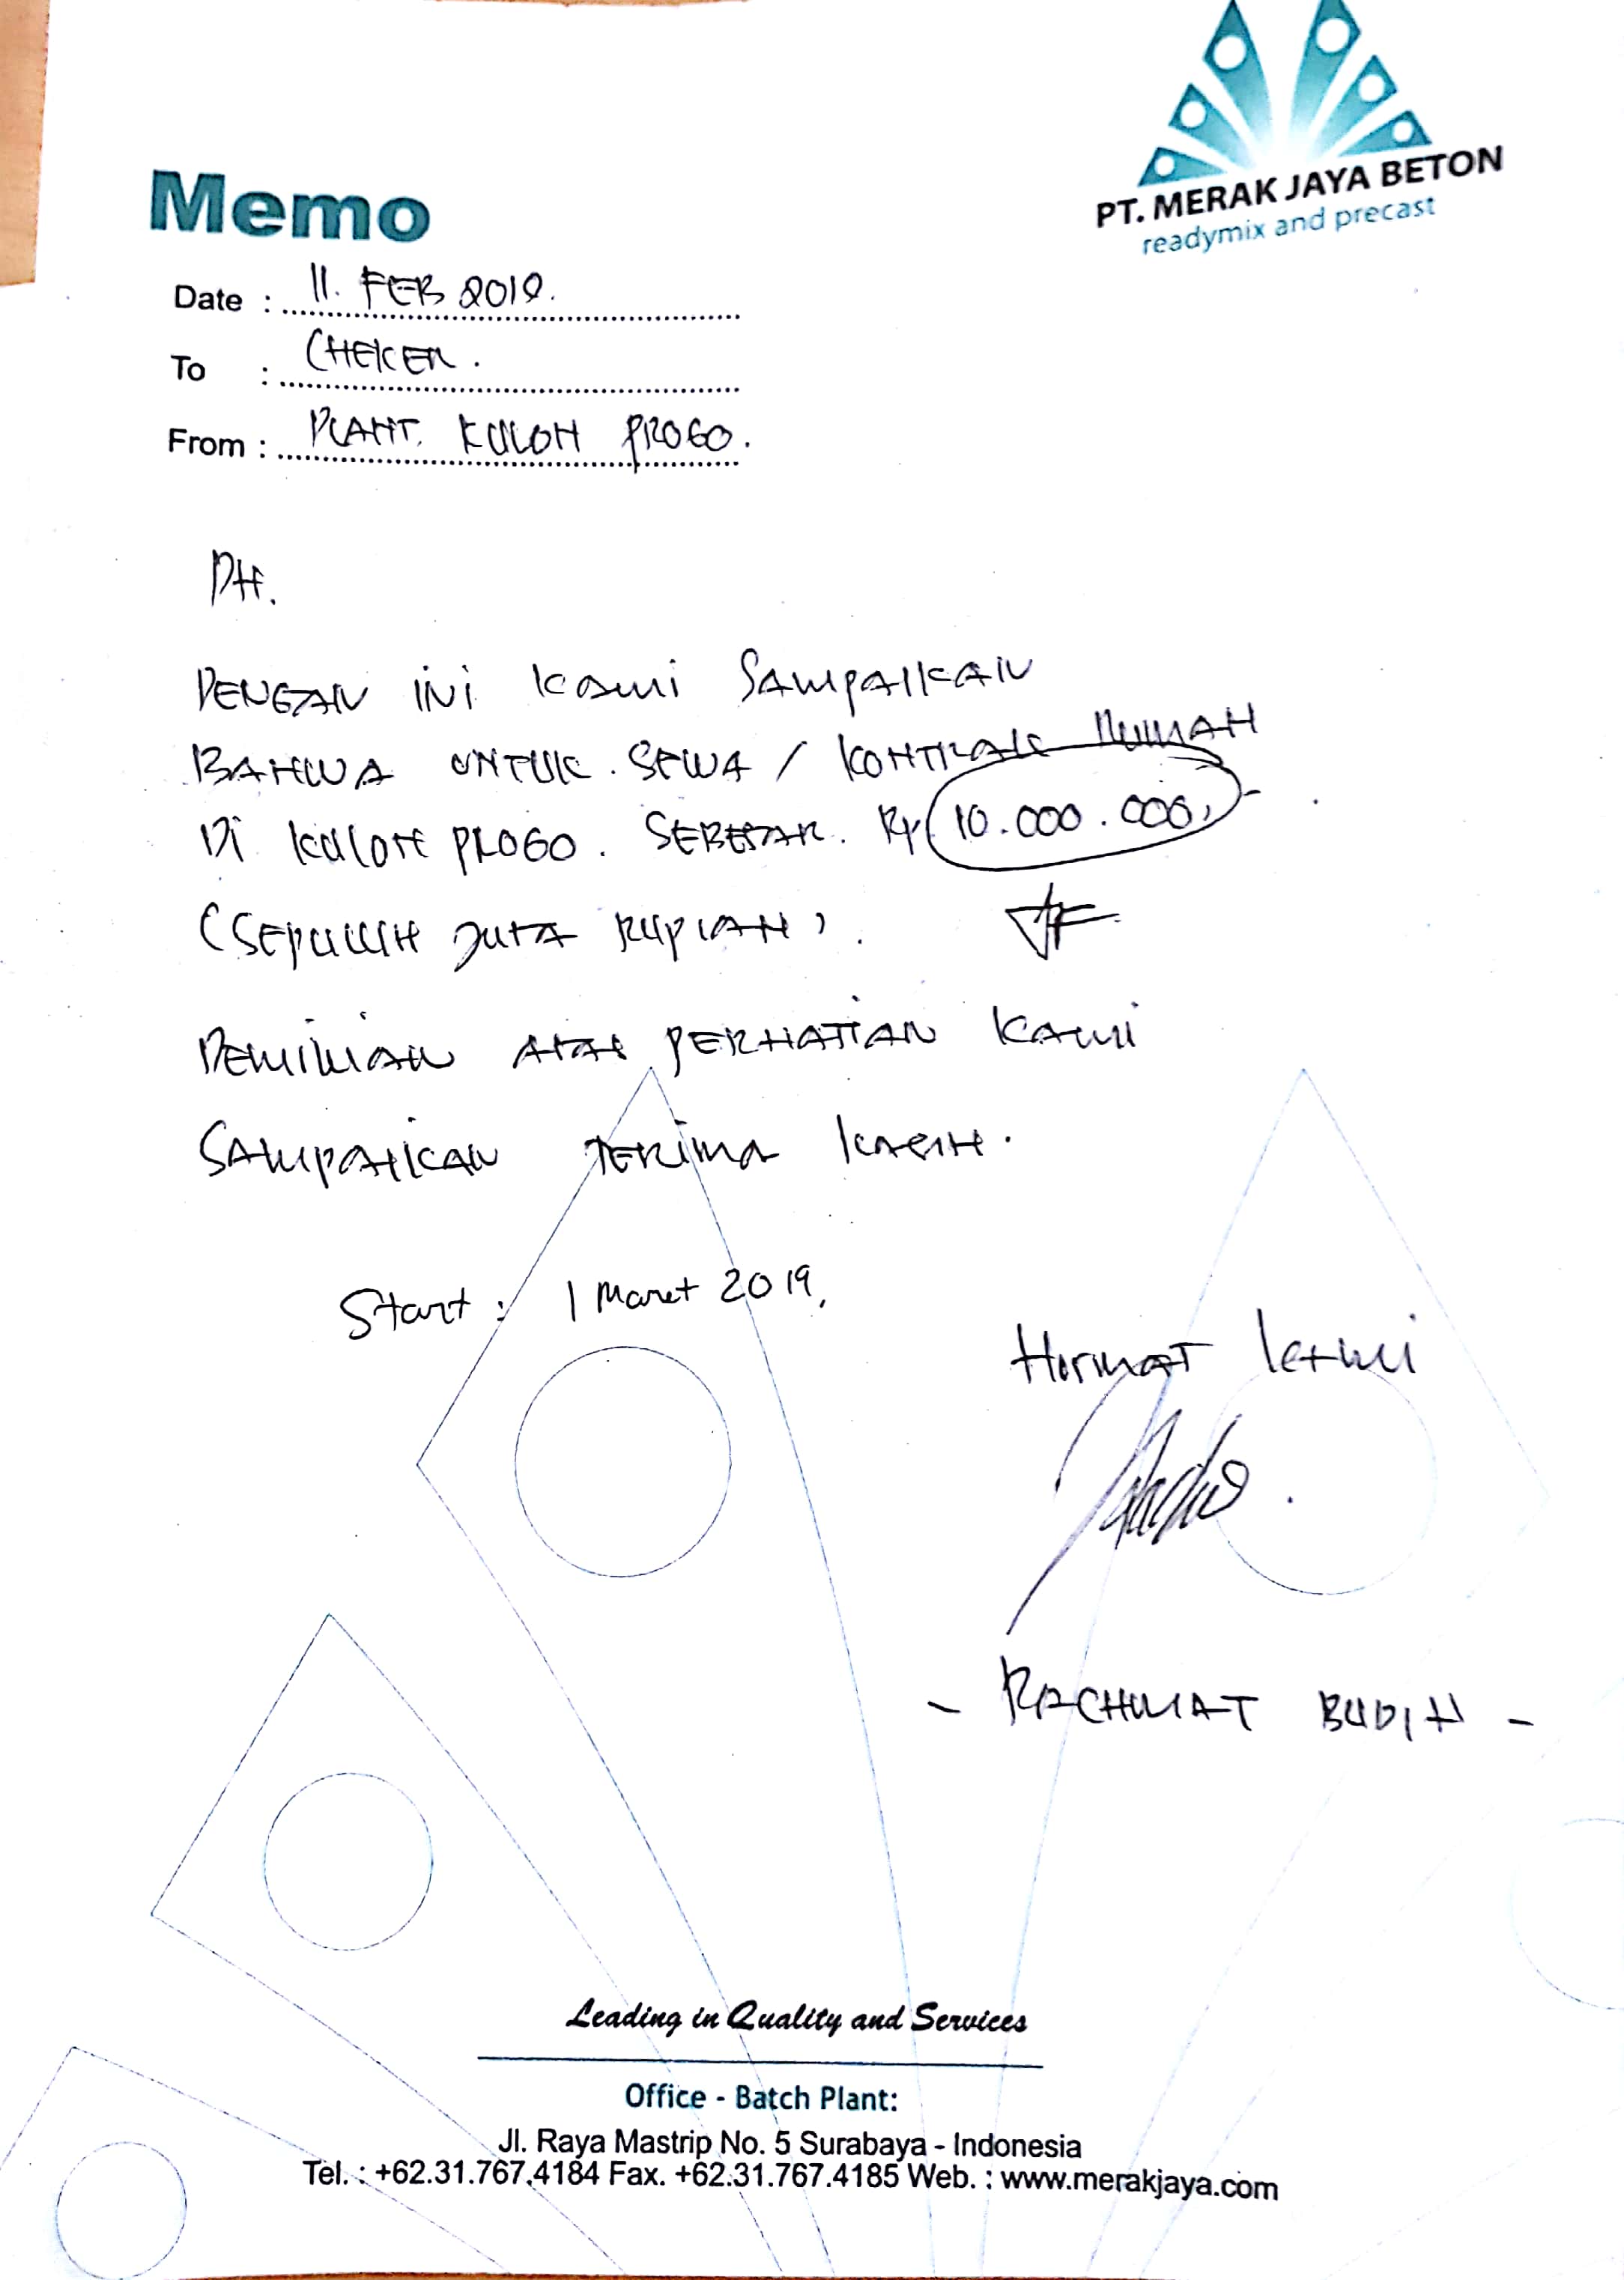 PT. MERAK JAYA BETON
readymix and precast
Memo
Date : 11. FEB 2019.
To : CHEKER.
From : PLANT. KULON PROGO.
DH.
DENGAN INI KAMI SAMPAIKAN
BAHWA UNTUK. SEWA / KONTRAK RUMAH
DI KULON PROGO. SEBESAR. Rp 10.000.000,-
(SEPULUH JUTA RUPIAH).
DEMIKIAN ATAS PERHATIAN KAMI
SAMPAIKAN TERIMA KASIH.
Start : 1 Maret 2019,
HORMAT KAMI
- RACHMAT BUDI H -
Leading in Quality and Services
Office - Batch Plant:
Jl. Raya Mastrip No. 5 Surabaya - Indonesia
Tel. : +62.31.767.4184 Fax. +62.31.767.4185 Web. : www.merakjaya.com